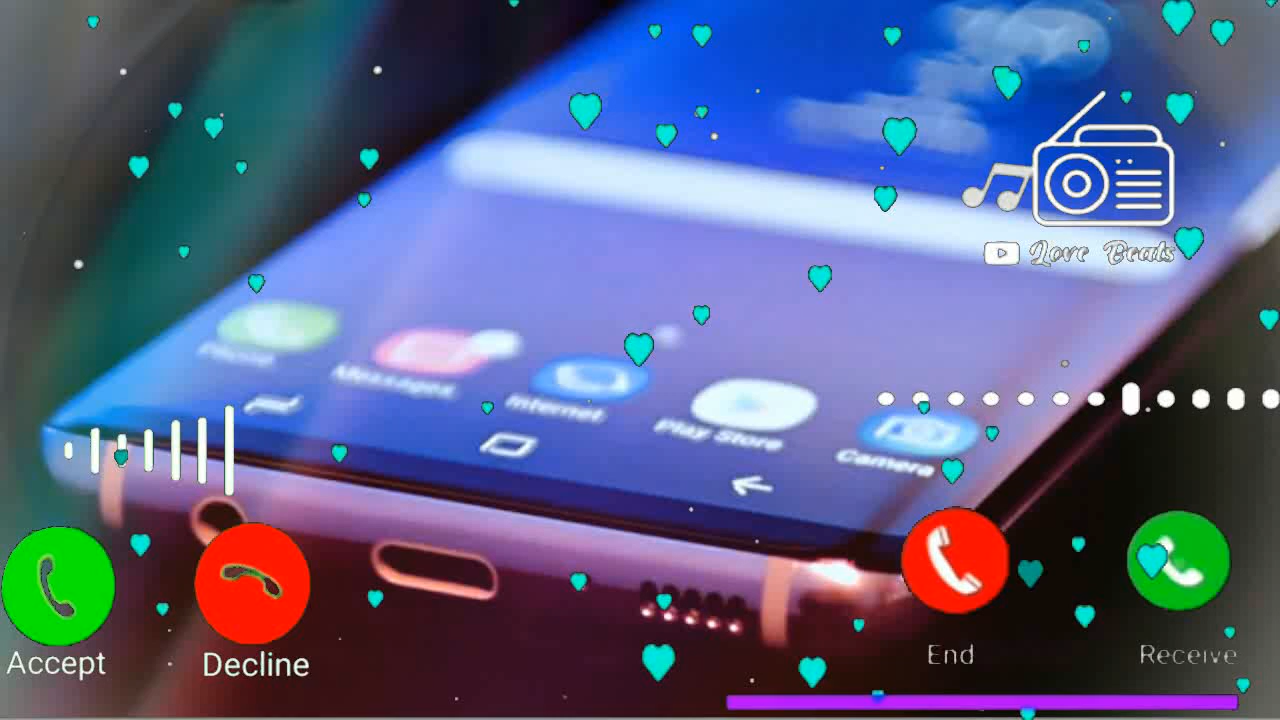 Love Beats
Phone
Messages
Internet
Play Store
Camera
Accept
Decline
End
Receive